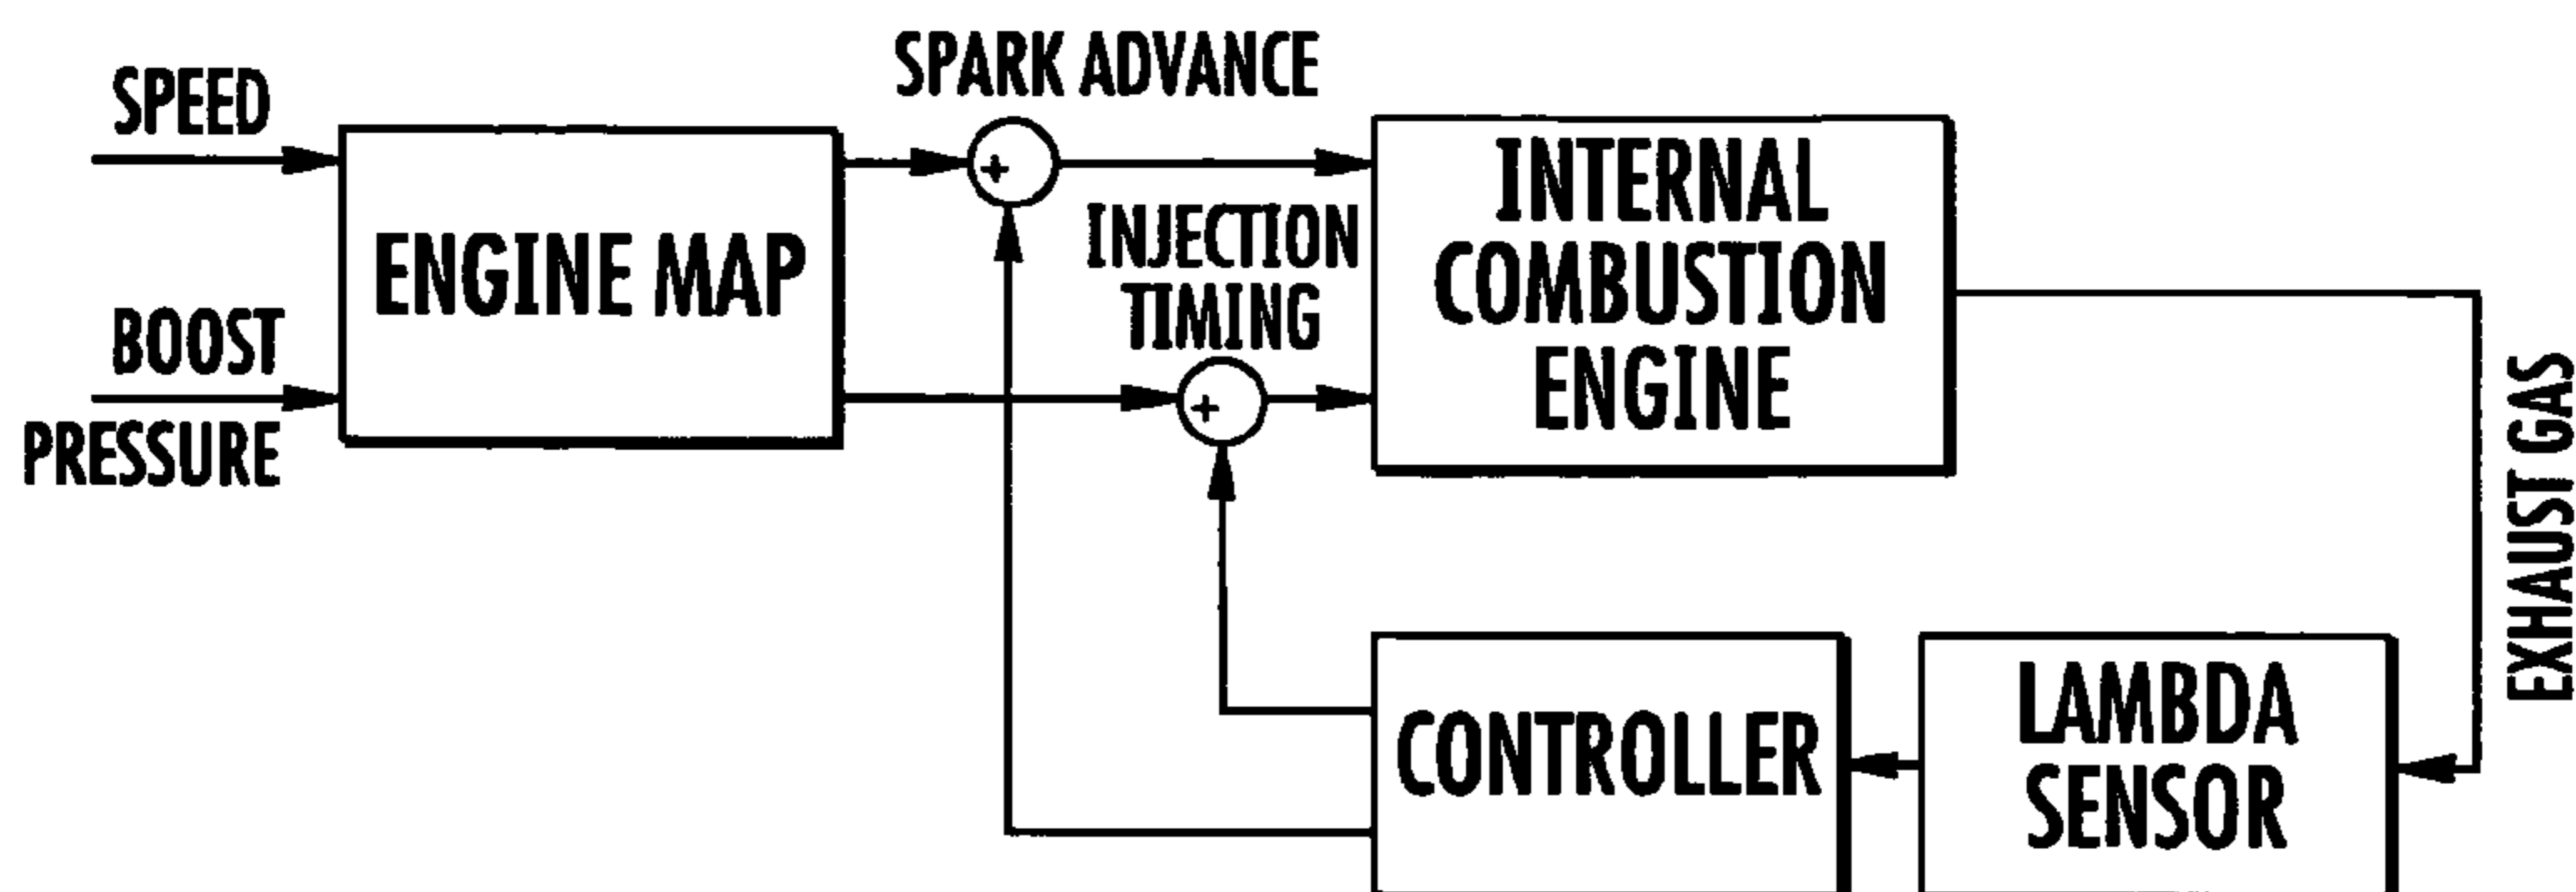 SPARK ADVANCE
SPEED
+
ENGINE MAP
INJECTION
TIMING
INTERNAL
COMBUSTION
ENGINE
BOOST
PRESSURE
+
EXHAUST GAS
CONTROLLER
LAMBDA
SENSOR